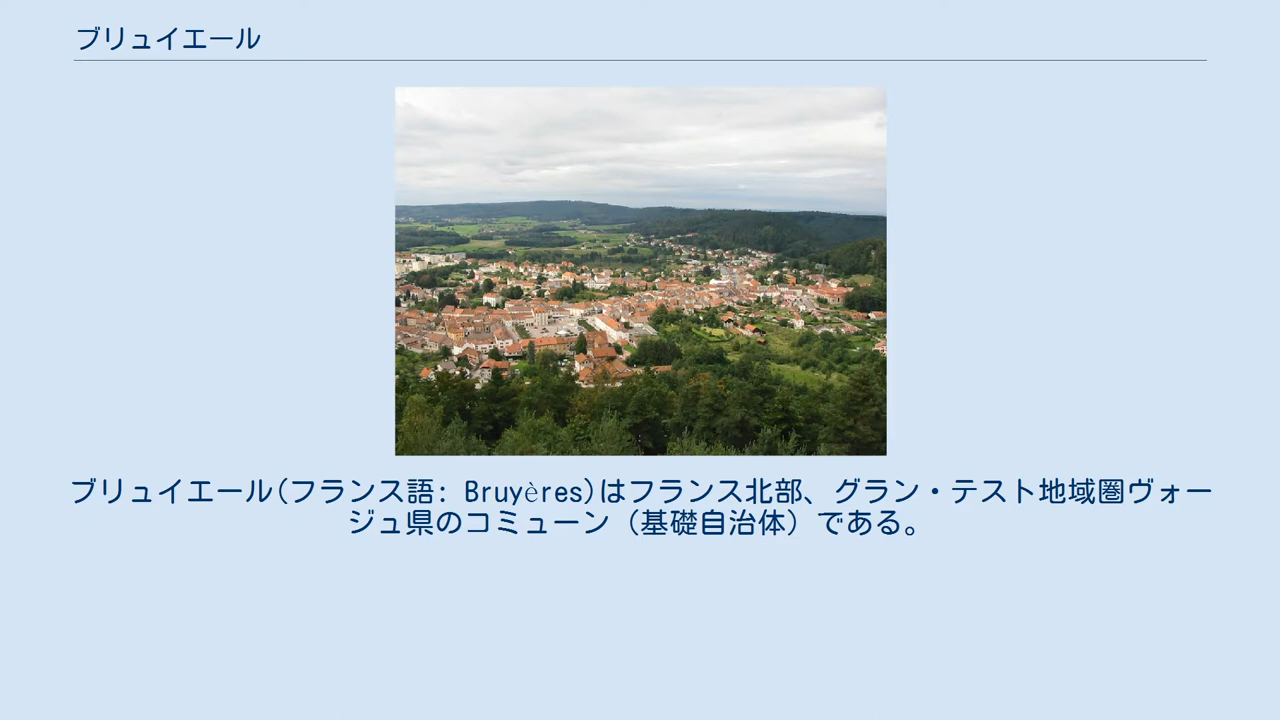 ブリュイエール
ブリュイエール(フランス語: Bruyères)はフランス北部、グラン・テスト地域圏ヴォー
ジュ県のコミューン（基礎自治体）である。